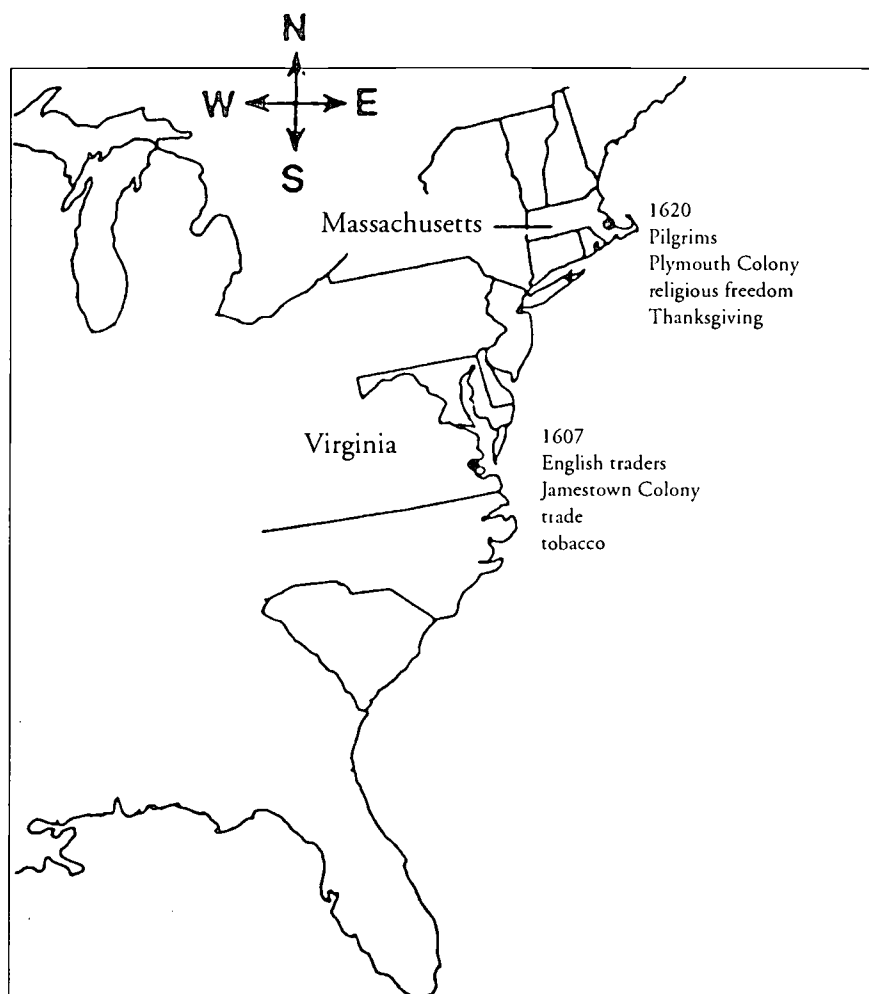 N
W E
S
Massachusetts
1620
Pilgrims
Plymouth Colony
religious freedom
Thanksgiving
Virginia
1607
English traders
Jamestown Colony
trade
tobacco